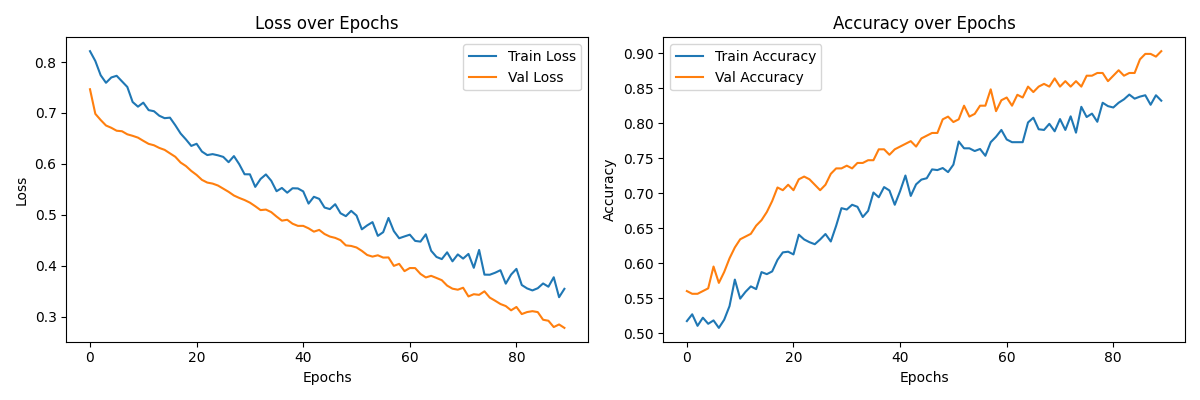 Loss over Epochs
Train Loss
Val Loss
Loss
0.8
0.7
0.6
0.5
0.4
0.3
0 20 40 60 80
Epochs
Accuracy over Epochs
Train Accuracy
Val Accuracy
Accuracy
0.90
0.85
0.80
0.75
0.70
0.65
0.60
0.55
0.50
0 20 40 60 80
Epochs